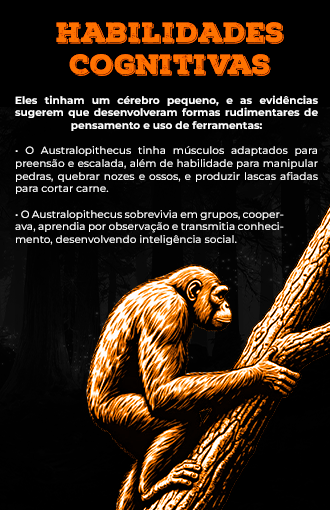 HABILIDADES
COGNITIVAS
Eles tinham um cérebro pequeno, e as evidências
sugerem que desenvolveram formas rudimentares de
pensamento e uso de ferramentas:
• O Australopithecus tinha músculos adaptados para
preensão e escalada, além de habilidade para manipular
pedras, quebrar nozes e ossos, e produzir lascas afiadas
para cortar carne.
• O Australopithecus sobrevivia em grupos, cooper-
ava, aprendia por observação e transmitia conheci-
mento, desenvolvendo inteligência social.